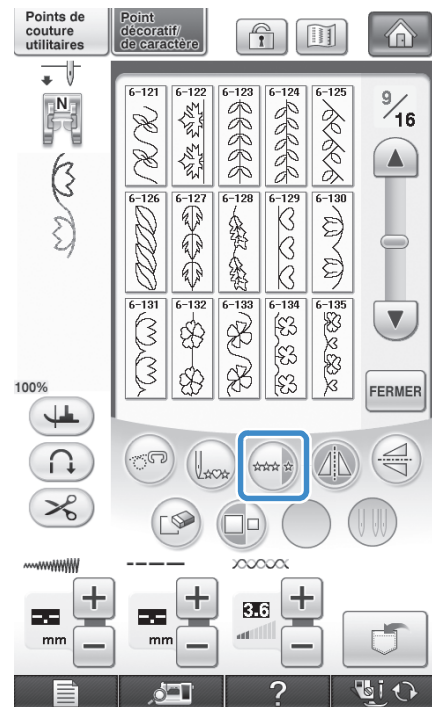 Points de
couture
utilitaires
Point
décoratif/
de caractère
N
100%
6-121 6-122 6-123 6-124 6-125
6-126 6-127 6-128 6-129 6-130
6-131 6-132 6-133 6-134 6-135
9/16
FERMER
mm
mm
3.6
?